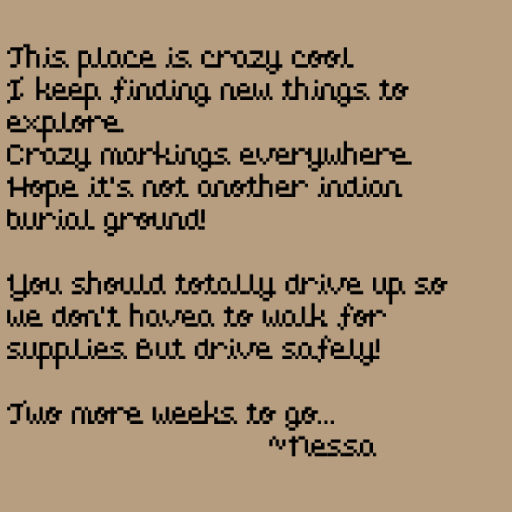 This place is crazy cool
I keep finding new things to
explore.
Crazy markings everywhere.
Hope it's not another indian
burial ground!
You should totally drive up so
we don't havea to walk for
supplies. But drive safely!
Two more weeks to go...
~Nessa